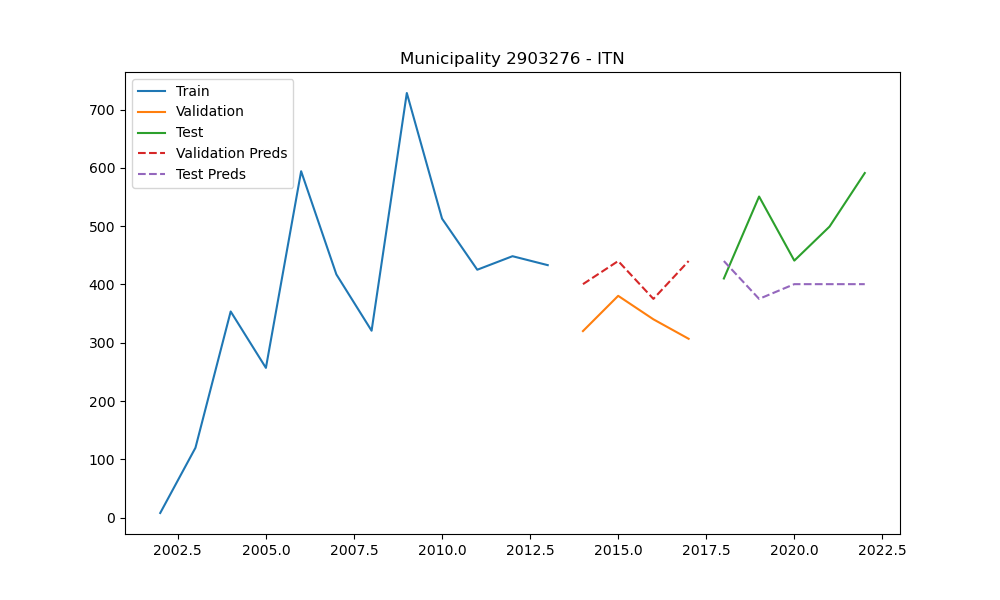 Municipality 2903276 - ITN
Train
Validation
Test
Validation Preds
Test Preds
700
600
500
400
300
200
100
0
2002.5 2005.0 2007.5 2010.0 2012.5 2015.0 2017.5 2020.0 2022.5